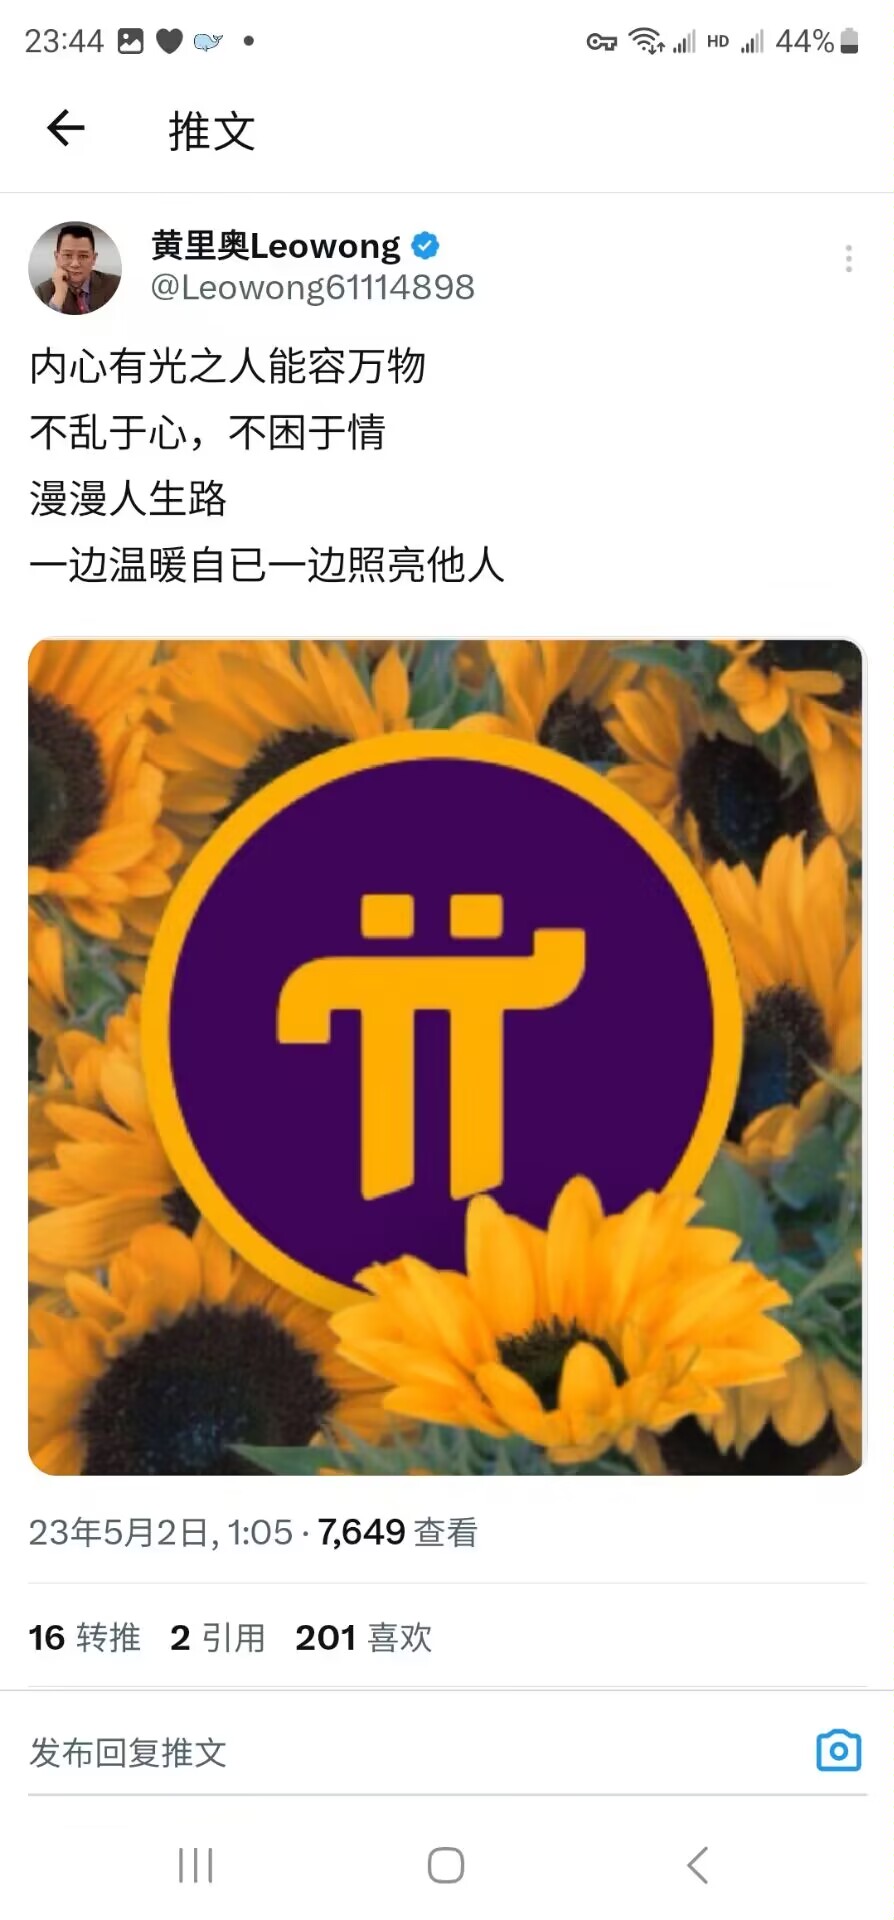 23:44 HD 44%
推文
黄里奥Leowong
@Leowong61114898
内心有光之人能容万物
不乱于心，不困于情
漫漫人生路
一边温暖自已一边照亮他人
23年5月2日, 1:05 · 7,649 查看
16 转推 2 引用 201 喜欢
发布回复推文